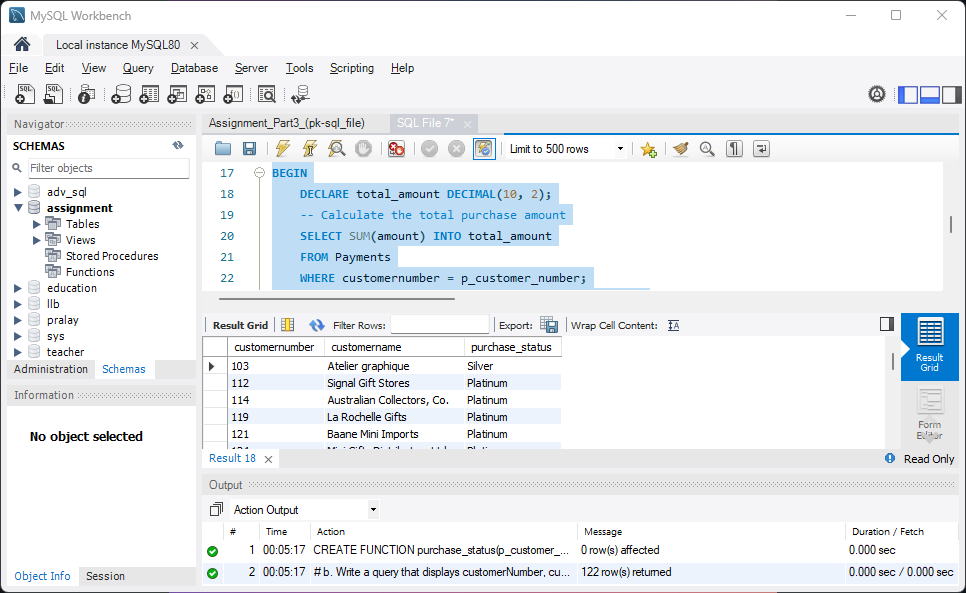 MySQL Workbench
Local instance MySQL80
File Edit View Query Database Server Tools Scripting Help
Navigator
SCHEMAS
Filter objects
adv_sql
assignment
Tables
Views
Stored Procedures
Functions
education
llb
pralay
sys
teacher
Administration Schemas
Information
No object selected
Object Info Session
Assignment_Part3_(pk-sql_file) SQL File 7*
Limit to 500 rows
17 BEGIN
18 DECLARE total_amount DECIMAL(10, 2);
19 -- Calculate the total purchase amount
20 SELECT SUM(amount) INTO total_amount
21 FROM Payments
22 WHERE customernumber = p_customer_number;
Result Grid Filter Rows: Export: Wrap Cell Content:
customernumber customername purchase_status
103 Atelier graphique Silver
112 Signal Gift Stores Platinum
114 Australian Collectors, Co. Platinum
119 La Rochelle Gifts Platinum
121 Baane Mini Imports Platinum
Result
Grid
Form
Editor
Result 18
Read Only
Output
Action Output
# Time Action Message Duration / Fetch
1 00:05:17 CREATE FUNCTION purchase_status(p_customer_... 0 row(s) affected 0.000 sec
2 00:05:17 # b. Write a query that displays customerNumber, cu... 122 row(s) returned 0.000 sec / 0.000 sec